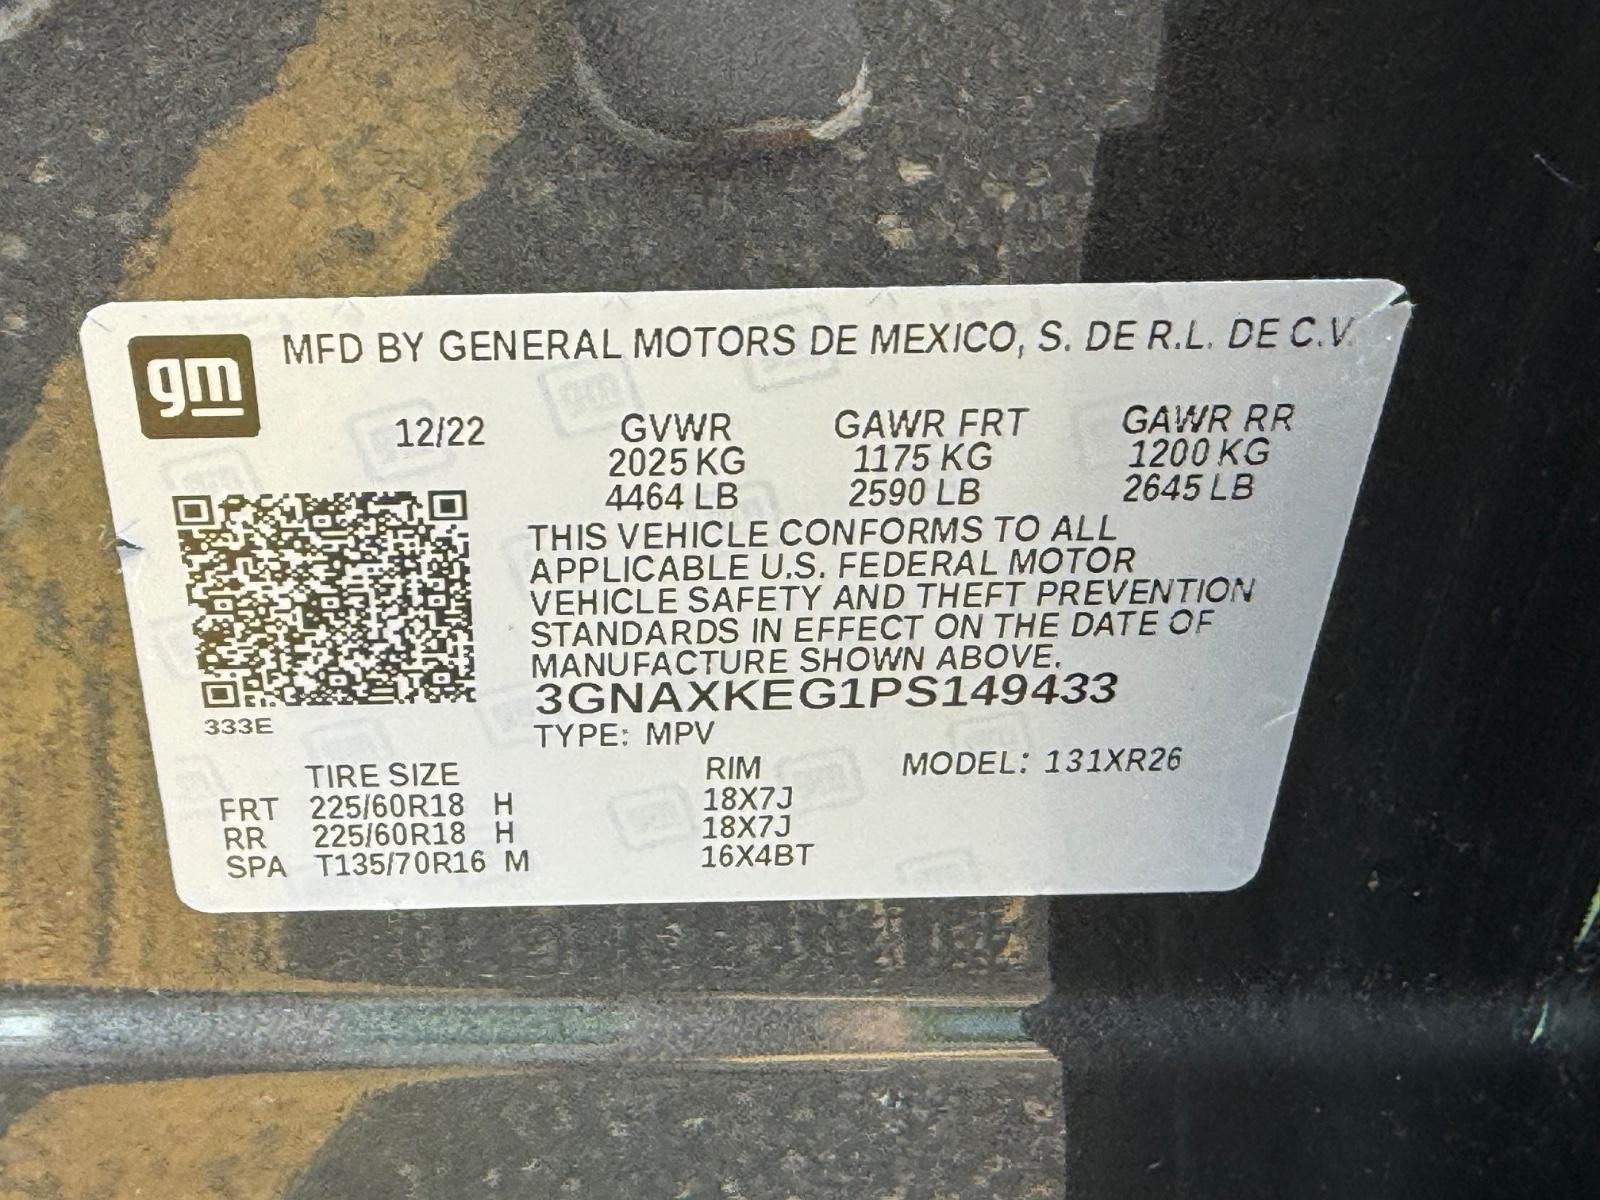 gm MFD BY GENERAL MOTORS DE MEXICO, S. DE R.L. DE C.V.
12/22 GVWR GAWR FRT GAWR RR
2025 KG 1175 KG 1200 KG
4464 LB 2590 LB 2645 LB
THIS VEHICLE CONFORMS TO ALL
APPLICABLE U.S. FEDERAL MOTOR
VEHICLE SAFETY AND THEFT PREVENTION
STANDARDS IN EFFECT ON THE DATE OF
MANUFACTURE SHOWN ABOVE.
3GNAXKEG1PS149433
333E
TYPE: MPV
MODEL: 131XR26
TIRE SIZE RIM
FRT 225/60R18 H 18X7J
RR 225/60R18 H 18X7J
SPA T135/70R16 M 16X4BT